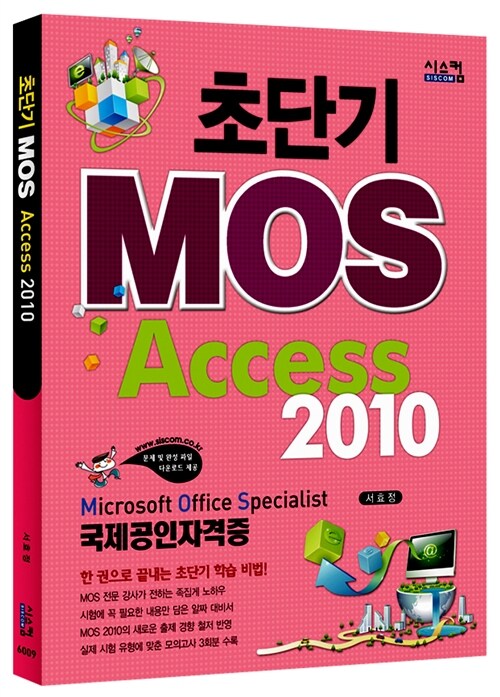 시스컴
SISCOM
초단기
MOS
Access
2010
www.siscom.co.kr
문제 및 완성 파일
다운로드 제공
Microsoft Office Specialist
서효정
국제공인자격증
한 권으로 끝내는 초단기 학습 비법!
MOS 전문 강사가 전하는 족집게 노하우
시험에 꼭 필요한 내용만 담은 알짜 대비서
MOS 2010의 새로운 출제 경향 철저 반영
실제 시험 유형에 맞춘 모의고사 3회분 수록
초단기 MOS Access 2010
서효정
시스컴
SISCOM
6009